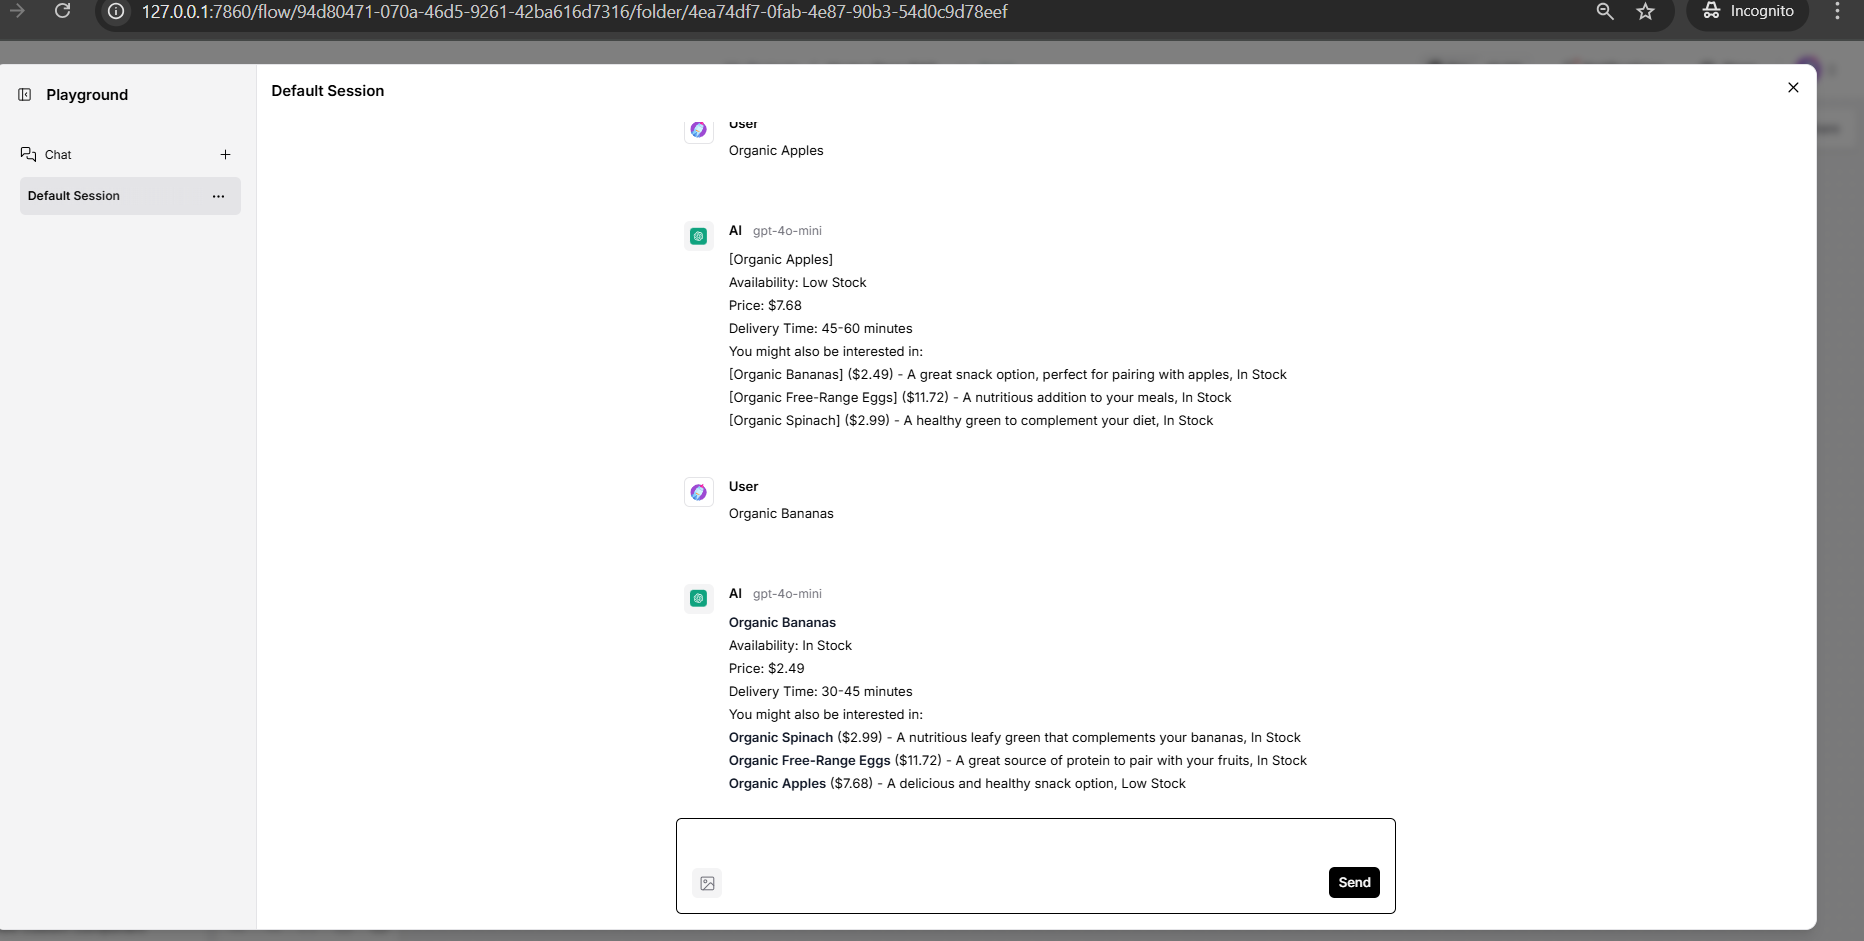 127.0.0.1:7860/flow/94d80471-070a-46d5-9261-42ba616d7316/folder/4ea74df7-0fab-4e87-90b3-54d0c9d78eef
Incognito
Playground
Default Session
Chat
Default Session
User
Organic Apples
AI gpt-4o-mini
[Organic Apples]
Availability: Low Stock
Price: $7.68
Delivery Time: 45-60 minutes
You might also be interested in:
[Organic Bananas] ($2.49) - A great snack option, perfect for pairing with apples, In Stock
[Organic Free-Range Eggs] ($11.72) - A nutritious addition to your meals, In Stock
[Organic Spinach] ($2.99) - A healthy green to complement your diet, In Stock
User
Organic Bananas
AI gpt-4o-mini
Organic Bananas
Availability: In Stock
Price: $2.49
Delivery Time: 30-45 minutes
You might also be interested in:
Organic Spinach ($2.99) - A nutritious leafy green that complements your bananas, In Stock
Organic Free-Range Eggs ($11.72) - A great source of protein to pair with your fruits, In Stock
Organic Apples ($7.68) - A delicious and healthy snack option, Low Stock
Send